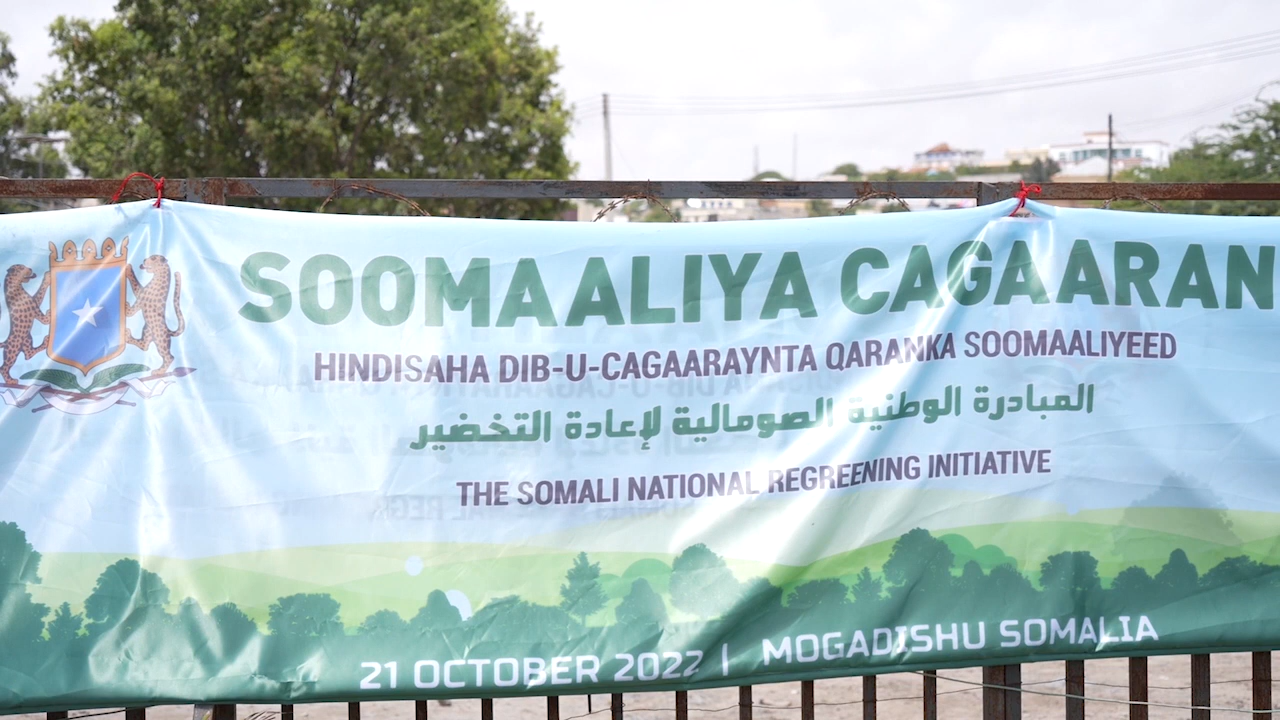 SOOMAALIYA CAGAARAN
HINDISAHA DIB-U-CAGAARAYNTA QARANKA SOOMAALIYEED
المبادرة الوطنية الصومالية لإعادة التخضير
THE SOMALI NATIONAL REGREENING INITIATIVE
21 OCTOBER 2022 | MOGADISHU SOMALIA